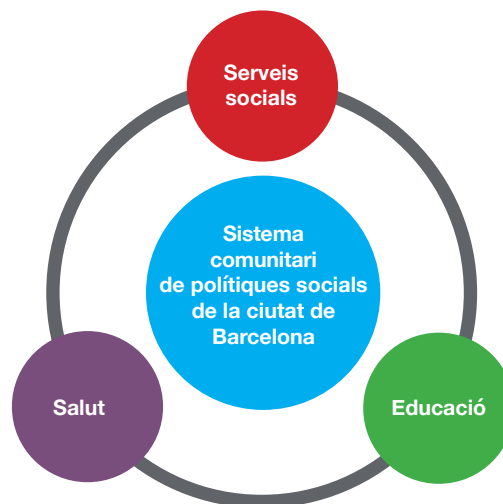 Serveis
socials
Sistema
comunitari
de polítiques socials
de la ciutat de
Barcelona
Salut
Educació